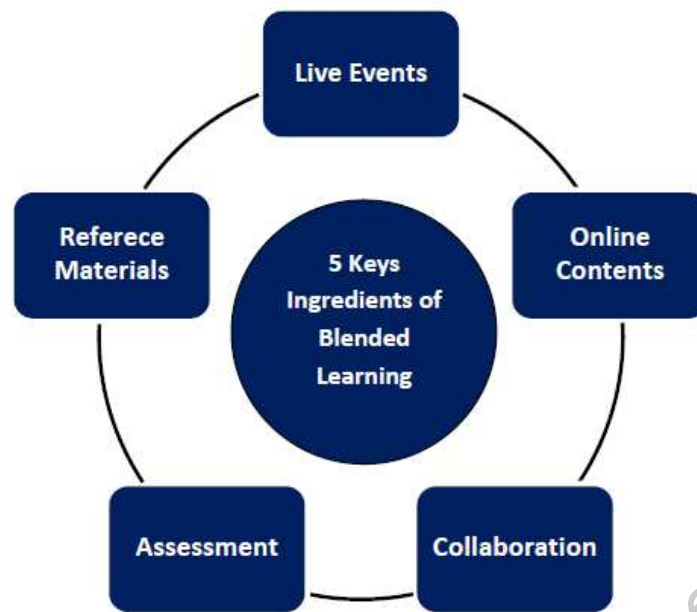 Live Events
Referece
Materials
Online
Contents
5 Keys
Ingredients of
Blended
Learning
Assessment
Collaboration